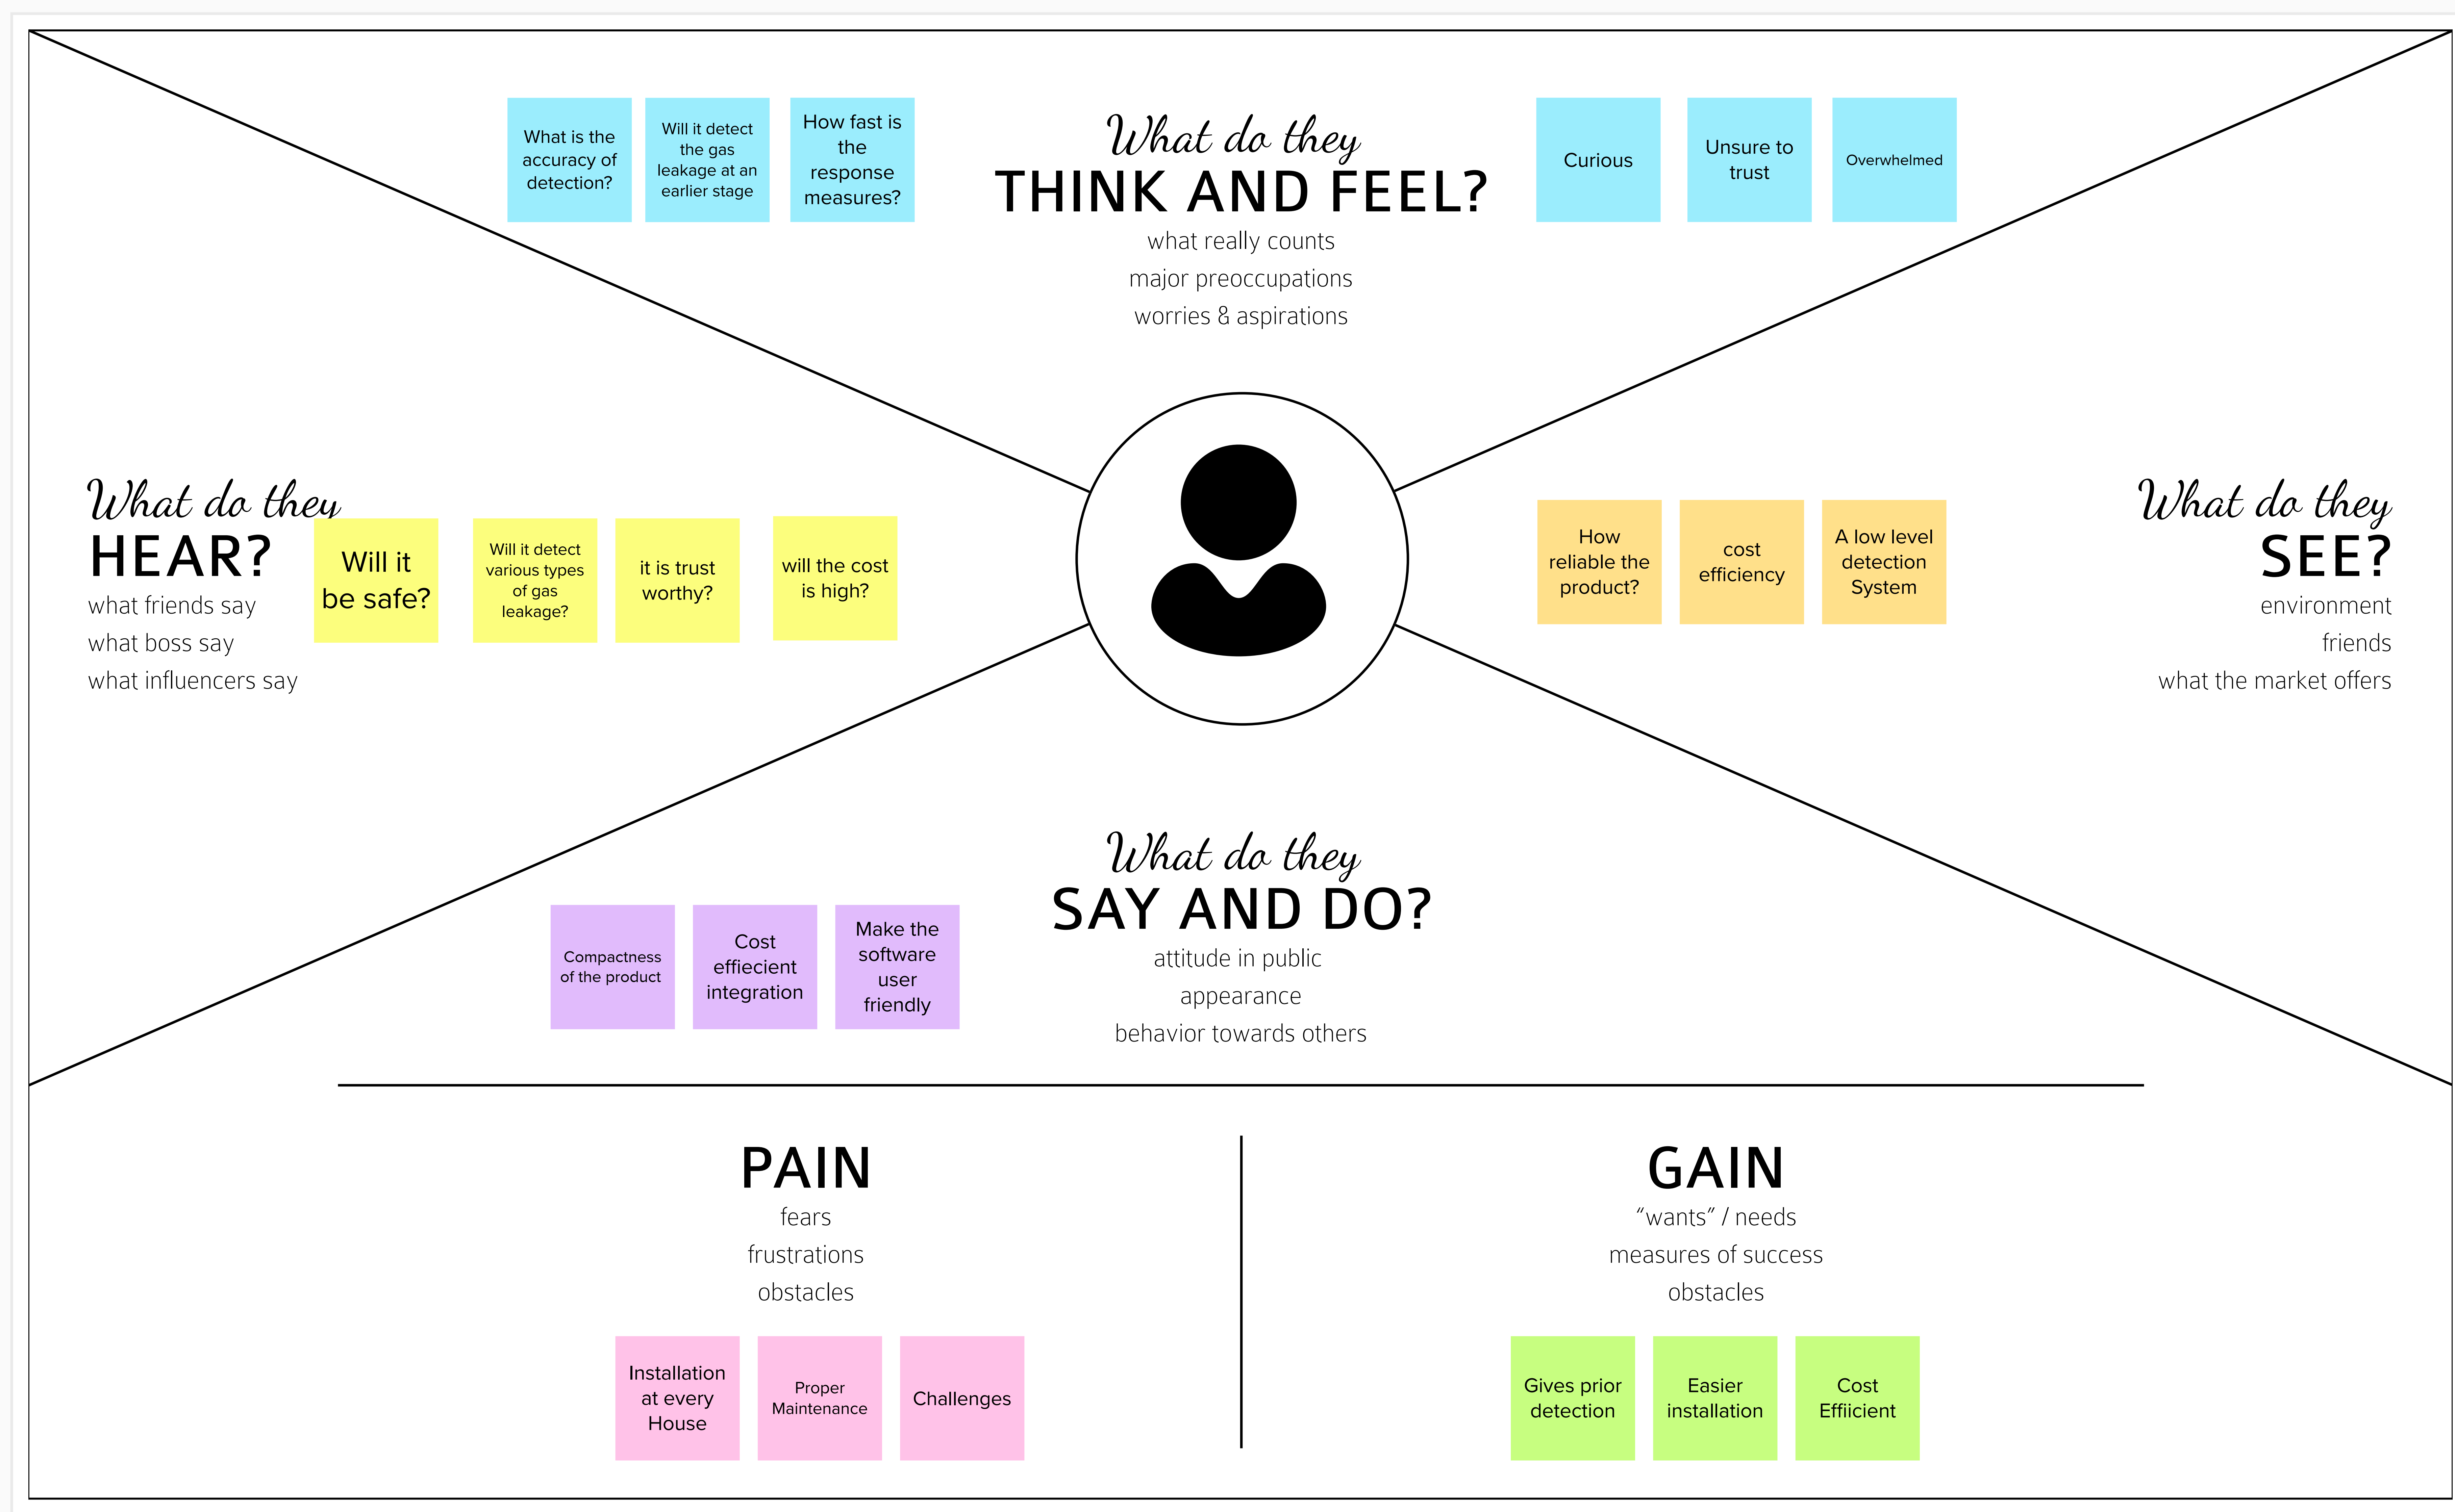 What is the
accuracy of
detection?
Will it detect
the gas
leakage at an
earlier stage
How fast is
the
response
measures?
What do they
THINK AND FEEL?
what really counts
major preoccupations
worries & aspirations
Curious
Unsure to
trust
Overwhelmed
What do they
HEAR?
what friends say
what boss say
what influencers say
Will it
be safe?
Will it detect
various types
of gas
leakage?
it is trust
worthy?
will the cost
is high?
How
reliable the
product?
cost
efficiency
A low level
detection
System
What do they
SEE?
environment
friends
what the market offers
What do they
SAY AND DO?
attitude in public
appearance
behavior towards others
Compactness
of the product
Cost
effiecient
integration
Make the
software
user
friendly
PAIN
fears
frustrations
obstacles
Installation
at every
House
Proper
Maintenance
Challenges
GAIN
“wants” / needs
measures of success
obstacles
Gives prior
detection
Easier
installation
Cost
Effiicient